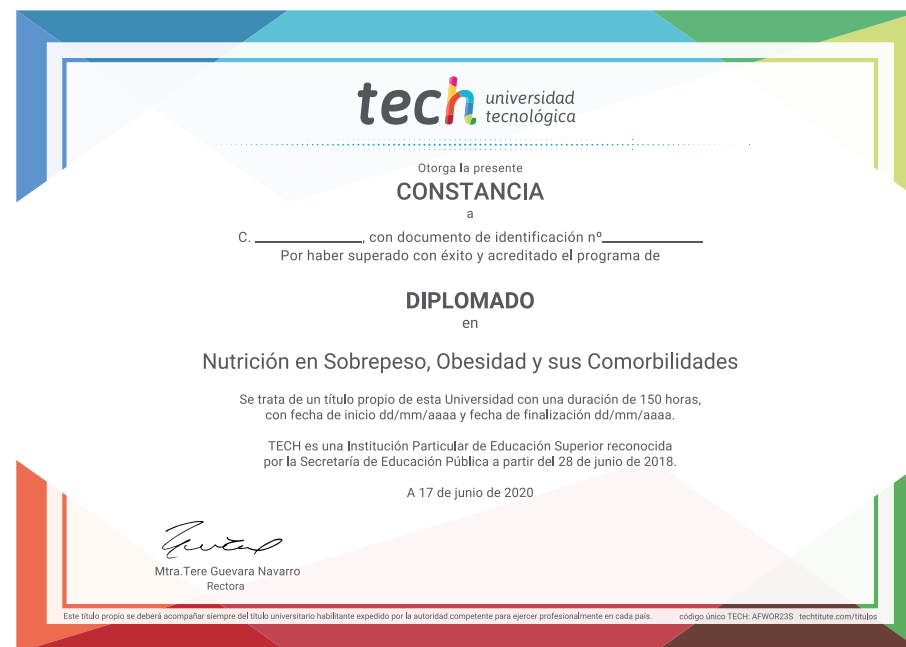 tech universidad
tecnológica
Otorga la presente
CONSTANCIA
a
C. ____________, con documento de identificación nº____________
Por haber superado con éxito y acreditado el programa de
DIPLOMADO
en
Nutrición en Sobrepeso, Obesidad y sus Comorbilidades
Se trata de un título propio de esta Universidad con una duración de 150 horas,
con fecha de inicio dd/mm/aaaa y fecha de finalización dd/mm/aaaa.
TECH es una Institución Particular de Educación Superior reconocida
por la Secretaría de Educación Pública a partir del 28 de junio de 2018.
A 17 de junio de 2020
Mtra.Tere Guevara Navarro
Rectora
Este título propio se deberá acompañar siempre del título universitario habilitante expedido por la autoridad competente para ejercer profesionalmente en cada país. código único TECH: AFWOR23S techtitute.com/titulos